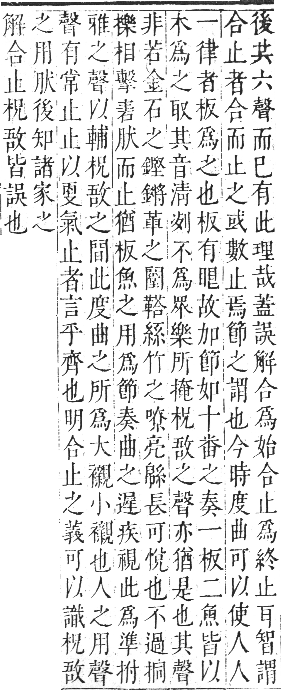 後其六聲而已有此理哉蓋誤解合爲始合止爲終止耳智謂
合止者合而止之或數止焉節之謂也今時度曲可以使人人
一律者板爲之也板有眼故加節如十番之奏一板二魚皆以
木爲之取其音清刻不爲眾樂所掩柷敔之聲亦猶是也其聲
非若金石之鏗鏘革之闛鞳絲竹之嘹亮緜長可悅也不過挏
櫟相擊砉肰而止猶板魚之用爲節奏曲之遲疾視此爲準拊
雅之聲以輔柷敔之間此度曲之所爲大襯小襯也人之用聲
聲有常止止以㪅氣止者言乎齊也明合止之義可以識柷敔
之用肰後知諸家之
解合止柷敔皆誤也